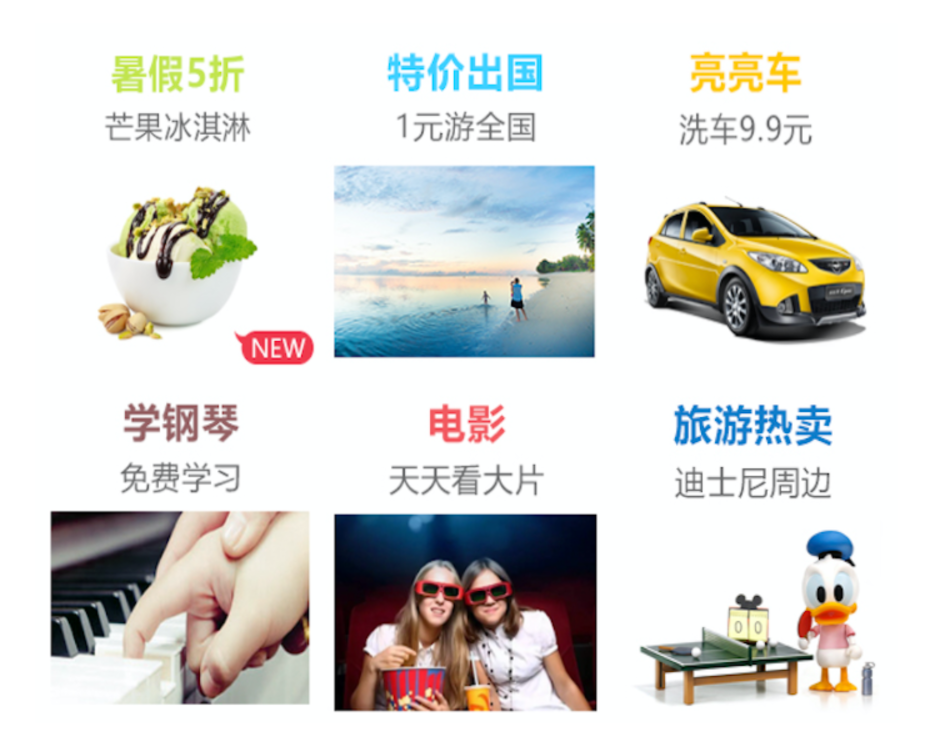 暑假5折
芒果冰淇淋
NEW
特价出国
1元游全国
亮亮车
洗车9.9元
学钢琴
免费学习
电影
天天看大片
旅游热卖
迪士尼周边
0 0